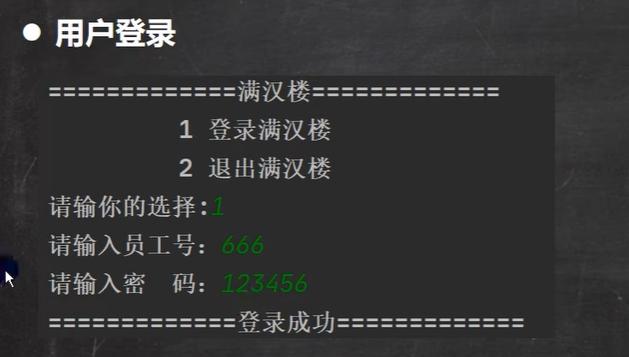 ● 用户登录
=============满汉楼=============
1 登录满汉楼
2 退出满汉楼
请输你的选择:1
请输入员工号：666
请输入密　码：123456
=============登录成功=============